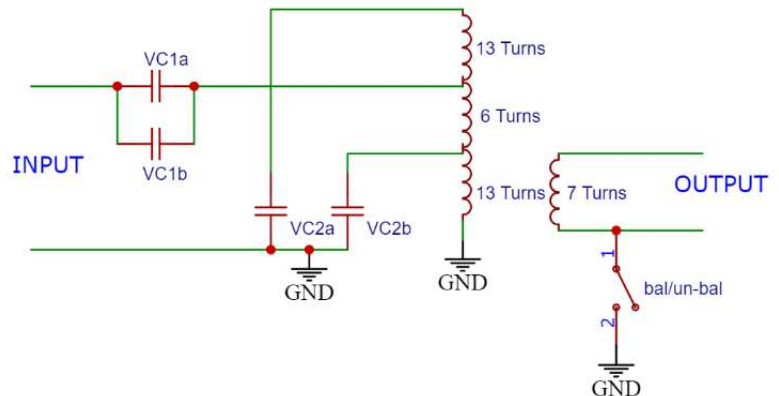 13 Turns
VC1a
6 Turns
VC1b
INPUT
13 Turns
7 Turns
OUTPUT
VC2a
VC2b
GND
GND
1
bal/un-bal
2
GND